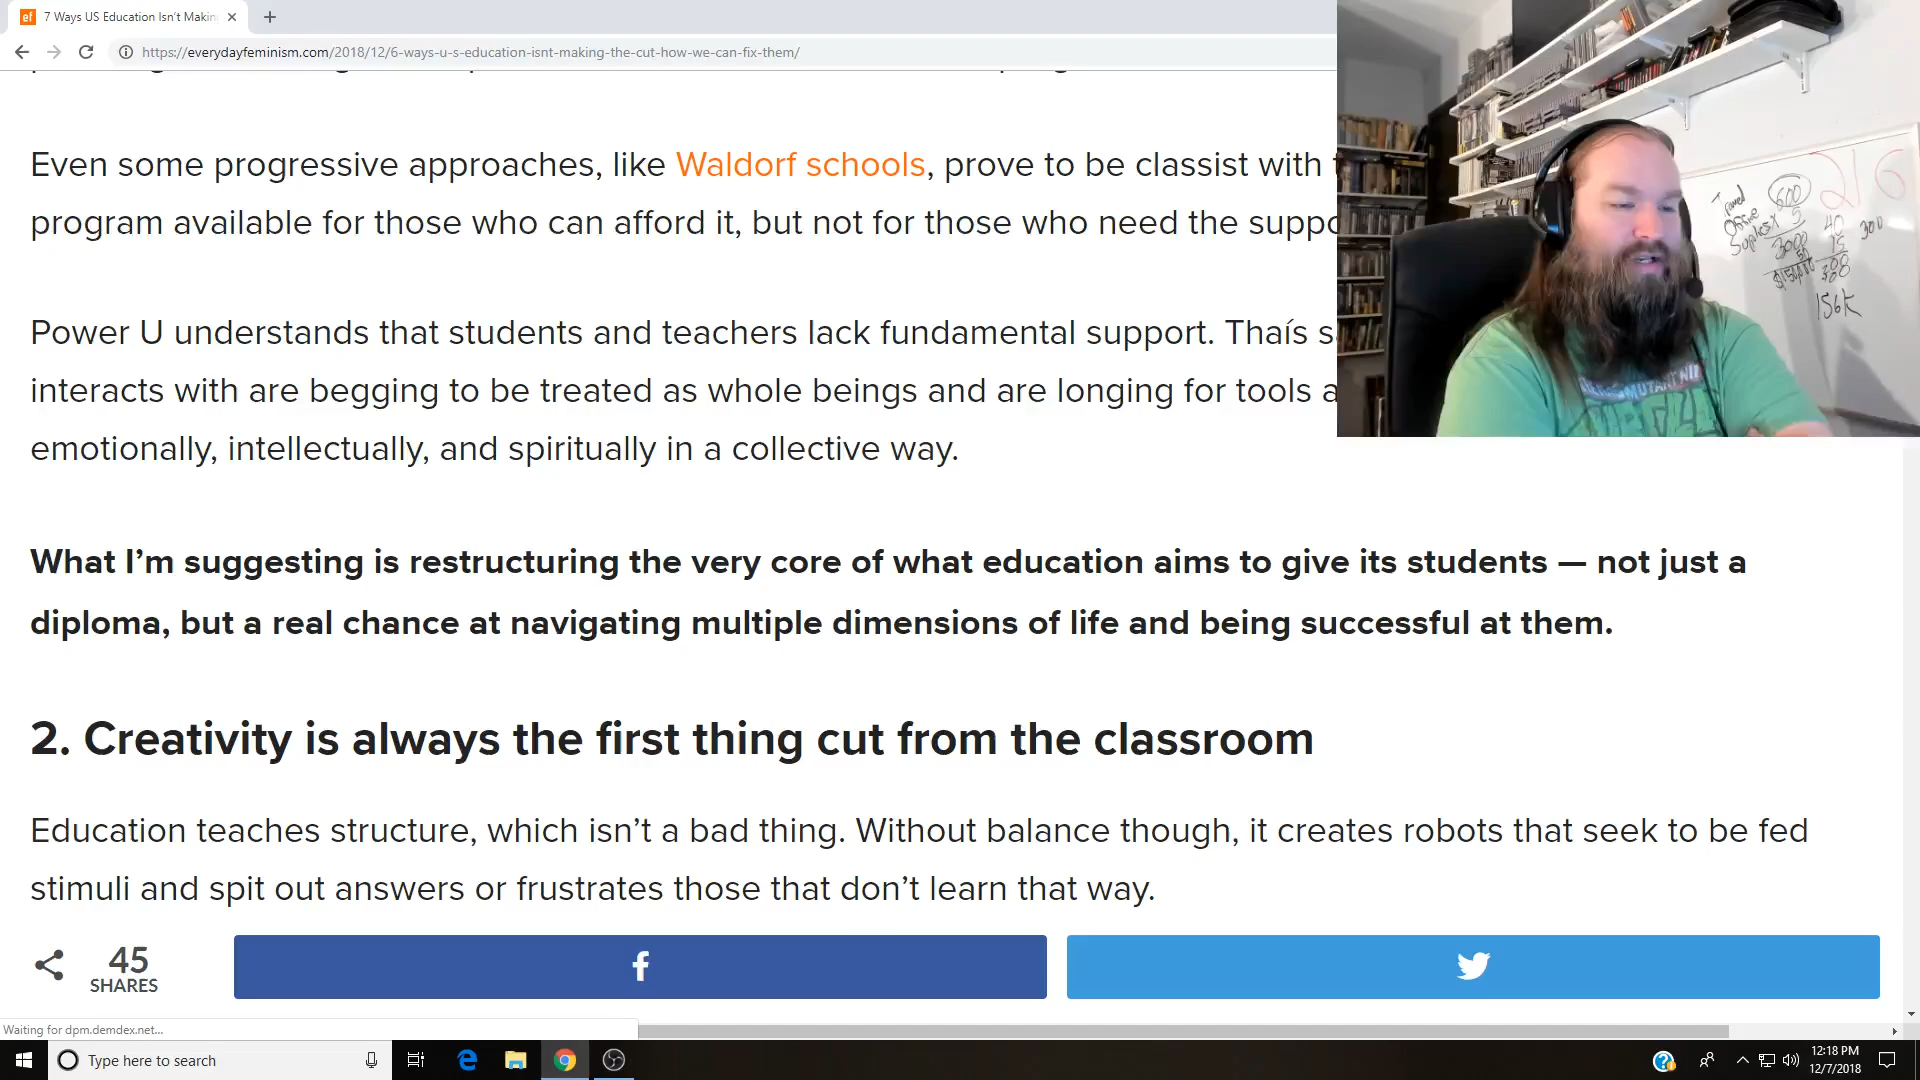 7 Ways US Education Isn't Makin
https://everydayfeminism.com/2018/12/6-ways-u-s-education-isnt-making-the-cut-how-we-can-fix-them/
Even some progressive approaches, like Waldorf schools, prove to be classist with
program available for those who can afford it, but not for those who need the suppo
Power U understands that students and teachers lack fundamental support. Thaís s
interacts with are begging to be treated as whole beings and are longing for tools a
emotionally, intellectually, and spiritually in a collective way.
What I'm suggesting is restructuring the very core of what education aims to give its students — not just a
diploma, but a real chance at navigating multiple dimensions of life and being successful at them.
2. Creativity is always the first thing cut from the classroom
Education teaches structure, which isn't a bad thing. Without balance though, it creates robots that seek to be fed
stimuli and spit out answers or frustrates those that don't learn that way.
45
SHARES
Waiting for dpm.demdex.net...
Type here to search
12:18 PM
12/7/2018
216
Travel
Office
Suplies
600
5
3000
50
$150,000
40
15
300
156K